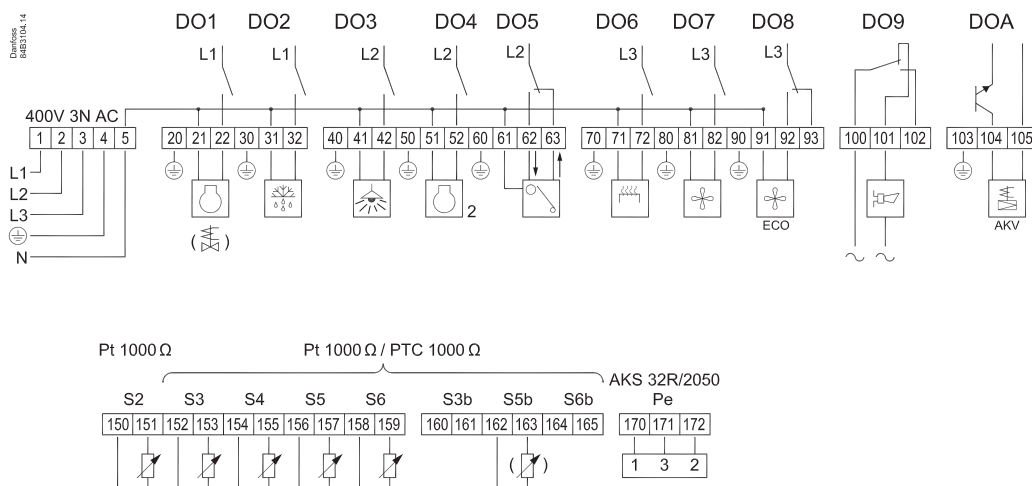 Danfoss
84B3104.14
DO1 DO2 DO3 DO4 DO5 DO6 DO7 DO8 DO9 DOA
L1 L1 L2 L2 L2 L3 L3 L3
400V 3N AC
1 2 3 4 5 20 21 22 30 31 32 40 41 42 50 51 52 60 61 62 63 70 71 72 80 81 82 90 91 92 93 100 101 102 103 104 105
L1
L2
L3
N
2
( )
ECO
AKV
Pt 1000 Ω Pt 1000 Ω / PTC 1000 Ω
AKS 32R/2050
S2 S3 S4 S5 S6 S3b S5b S6b Pe
150 151 152 153 154 155 156 157 158 159 160 161 162 163 164 165 170 171 172
( )
1 3 2